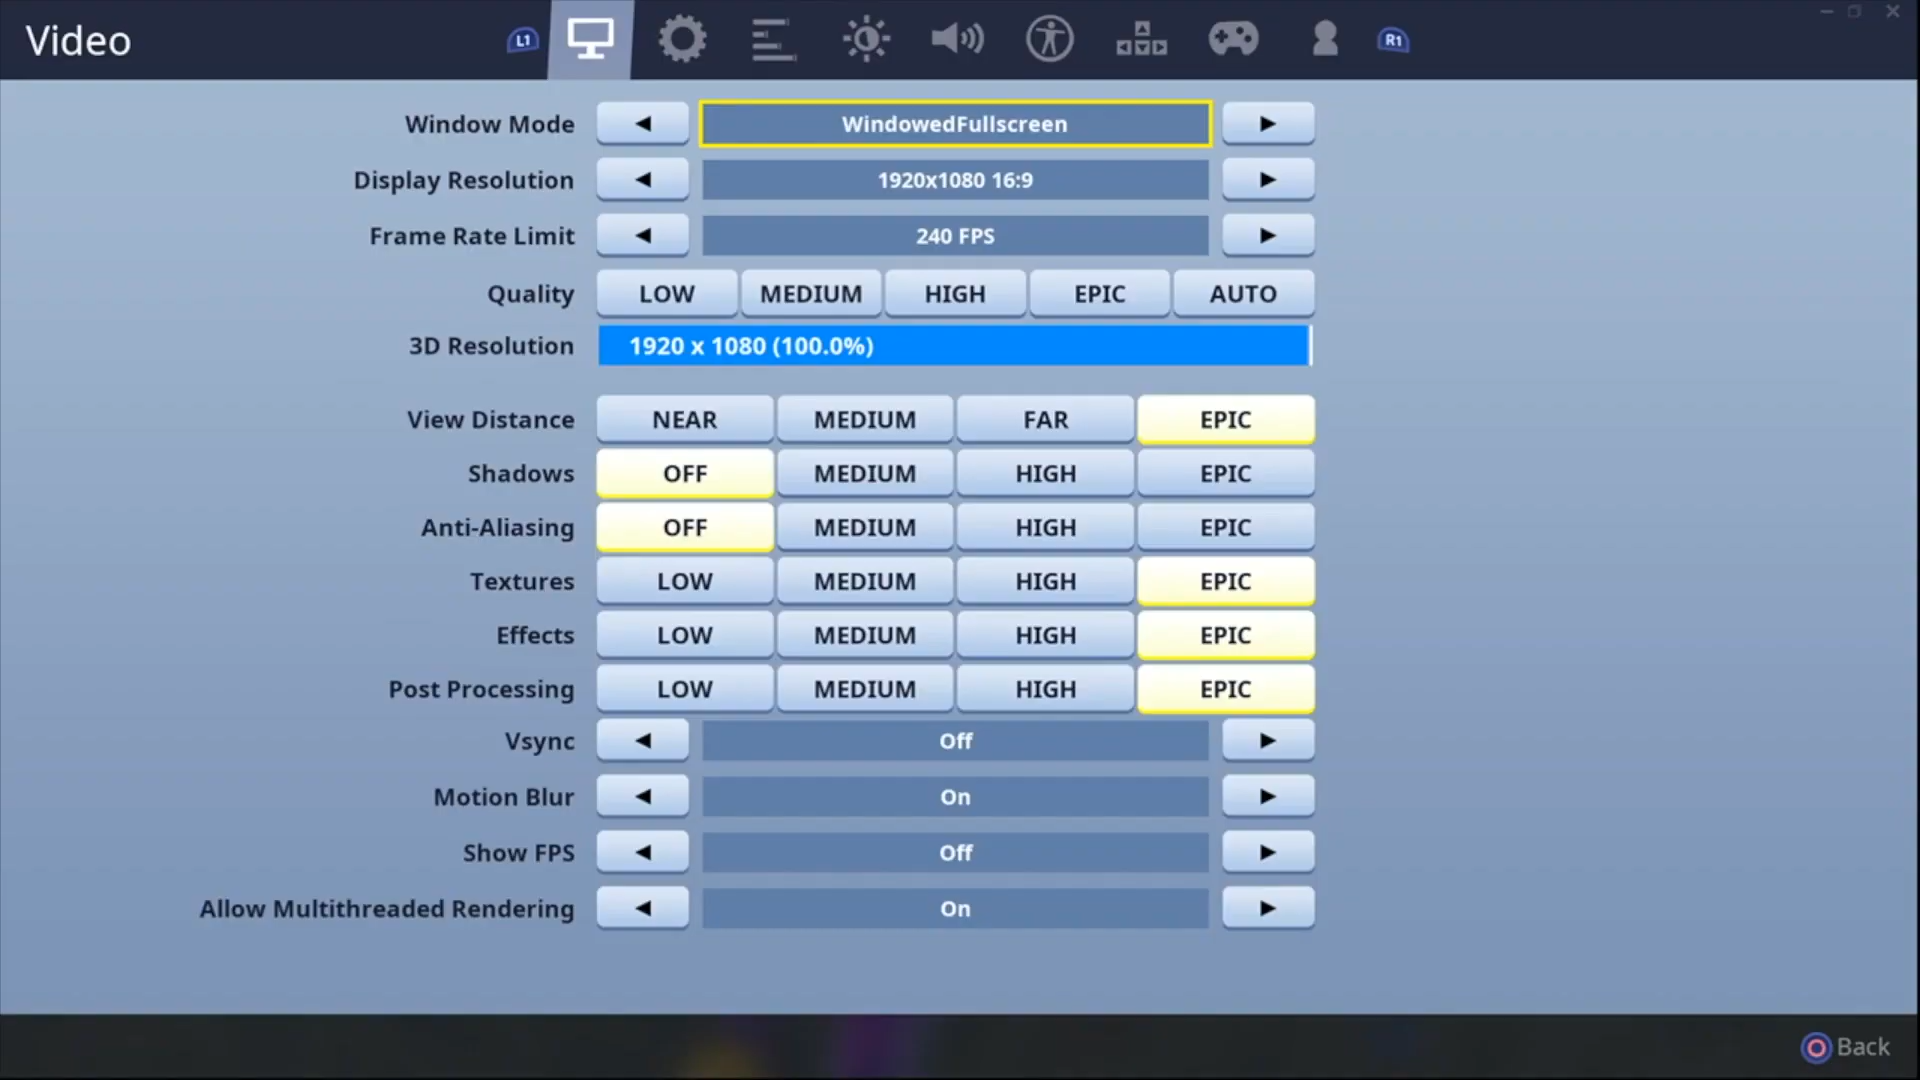 Video L1 R1
Window Mode WindowedFullscreen
Display Resolution 1920x1080 16:9
Frame Rate Limit 240 FPS
Quality LOW MEDIUM HIGH EPIC AUTO
3D Resolution 1920 x 1080 (100.0%)
View Distance NEAR MEDIUM FAR EPIC
Shadows OFF MEDIUM HIGH EPIC
Anti-Aliasing OFF MEDIUM HIGH EPIC
Textures LOW MEDIUM HIGH EPIC
Effects LOW MEDIUM HIGH EPIC
Post Processing LOW MEDIUM HIGH EPIC
Vsync Off
Motion Blur On
Show FPS Off
Allow Multithreaded Rendering On
Back